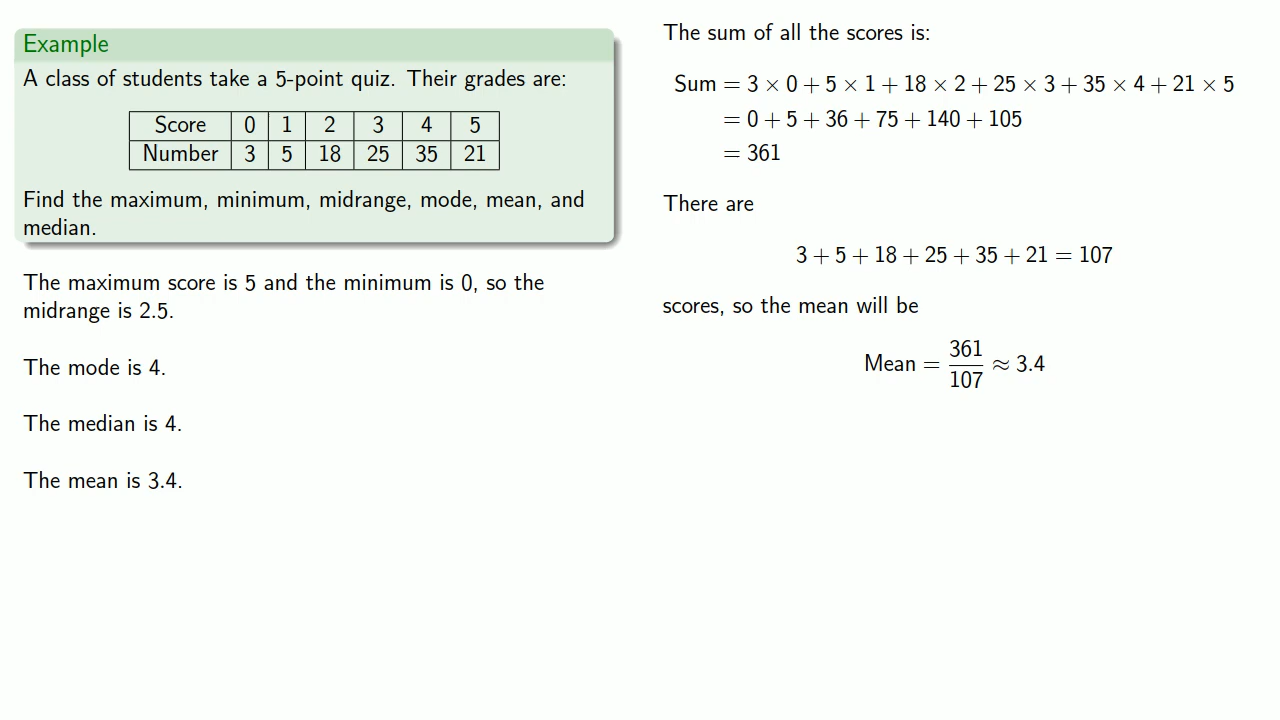 Example
A class of students take a 5-point quiz. Their grades are:
Score 0 1 2 3 4 5
Number 3 5 18 25 35 21
Find the maximum, minimum, midrange, mode, mean, and
median.
The maximum score is 5 and the minimum is 0, so the
midrange is 2.5.
The mode is 4.
The median is 4.
The mean is 3.4.
The sum of all the scores is:
Sum = 3 × 0 + 5 × 1 + 18 × 2 + 25 × 3 + 35 × 4 + 21 × 5
= 0 + 5 + 36 + 75 + 140 + 105
= 361
There are
3 + 5 + 18 + 25 + 35 + 21 = 107
scores, so the mean will be
Mean = 361/107 ≈ 3.4